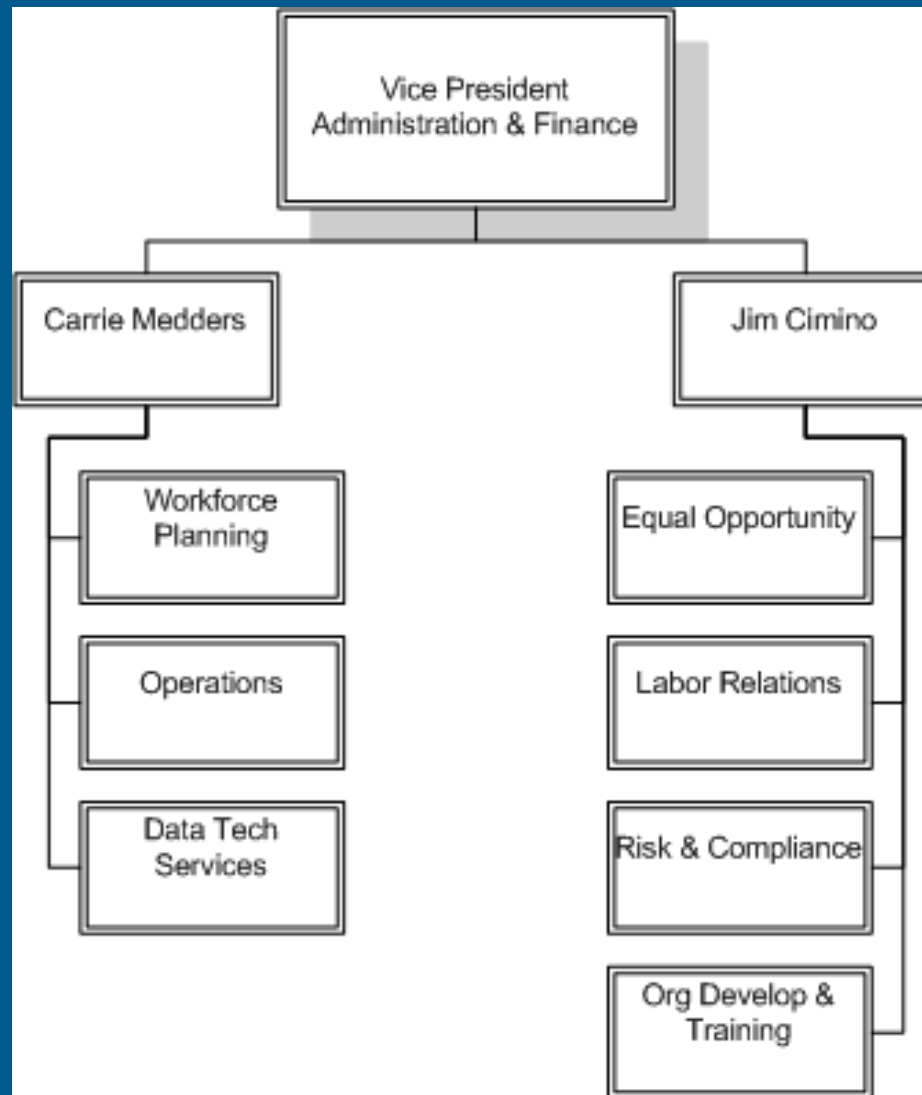 Vice President
Administration & Finance
Carrie Medders
Jim Cimino
Workforce
Planning
Operations
Data Tech
Services
Equal Opportunity
Labor Relations
Risk & Compliance
Org Develop &
Training